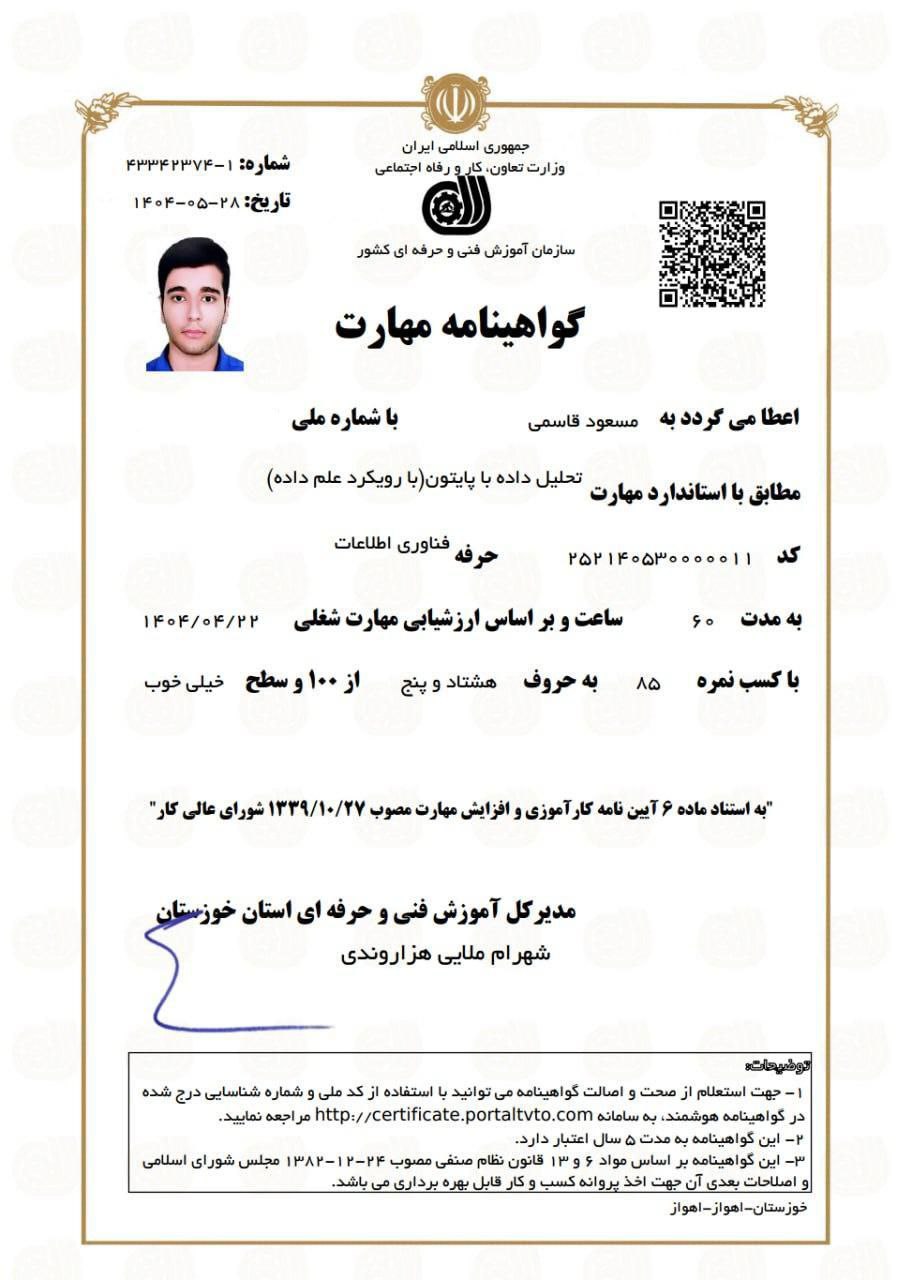 جمهوری اسلامی ایران
وزارت تعاون، کار و رفاه اجتماعی
سازمان آموزش فنی و حرفه ای کشور
شماره: ۴۳۳۴۲۳۷۴-۱
تاریخ: ۱۴۰۴-۰۵-۲۸
گواهینامه مهارت
اعطا می گردد به مسعود قاسمی با شماره ملی
مطابق با استاندارد مهارت تحلیل داده با پایتون(با رویکرد علم داده)
کد ۲۵۲۱۴۰۵۳۰۰۰۰۰۱۱ حرفه فناوری اطلاعات
به مدت ۶۰ ساعت و بر اساس ارزشیابی مهارت شغلی ۱۴۰۴/۰۴/۲۲
با کسب نمره ۸۵ به حروف هشتاد و پنج از ۱۰۰ و سطح خیلی خوب
"به استناد ماده ۶ آیین نامه کارآموزی و افزایش مهارت مصوب ۱۳۳۹/۱۰/۲۷ شورای عالی کار"
مدیرکل آموزش فنی و حرفه ای استان خوزستان
شهرام ملایی هزاروندی
توضیحات:
۱- جهت استعلام از صحت و اصالت گواهینامه می توانید با استفاده از کد ملی و شماره شناسایی درج شده
در گواهینامه هوشمند، به سامانه http://certificate.portaltvto.com مراجعه نمایید.
۲- این گواهینامه به مدت ۵ سال اعتبار دارد.
۳- این گواهینامه بر اساس مواد ۶ و ۱۳ قانون نظام صنفی مصوب ۲۴-۱۲-۱۳۸۲ مجلس شورای اسلامی
و اصلاحات بعدی آن جهت اخذ پروانه کسب و کار قابل بهره برداری می باشد.
خوزستان-اهواز-اهواز